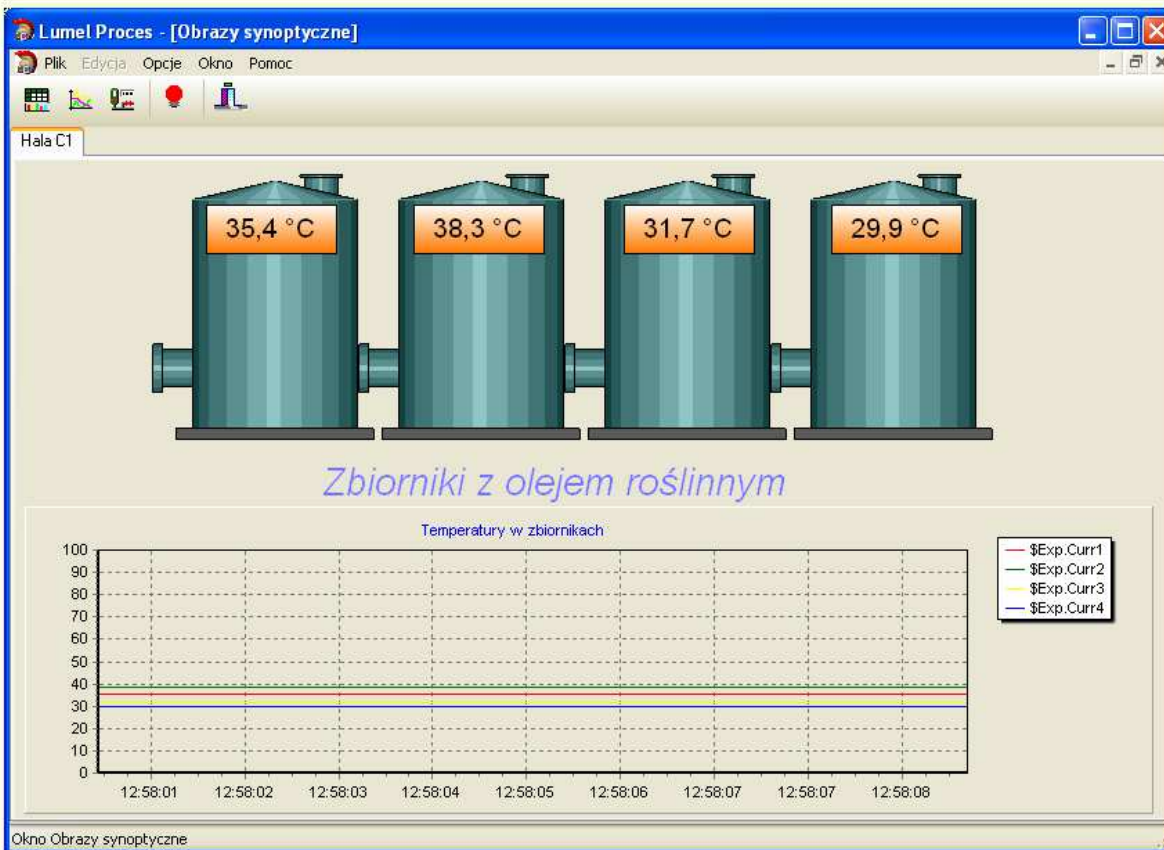 Lumel Proces - [Obrazy synoptyczne]
Plik Edycja Opcje Okno Pomoc
Hala C1
35,4 °C 38,3 °C 31,7 °C 29,9 °C
Zbiorniki z olejem roślinnym
Temperatury w zbiornikach
100
90
80
70
60
50
40
30
20
10
0
12:58:01 12:58:02 12:58:03 12:58:04 12:58:05 12:58:06 12:58:07 12:58:07 12:58:08
$Exp.Curr1
$Exp.Curr2
$Exp.Curr3
$Exp.Curr4
Okno Obrazy synoptyczne